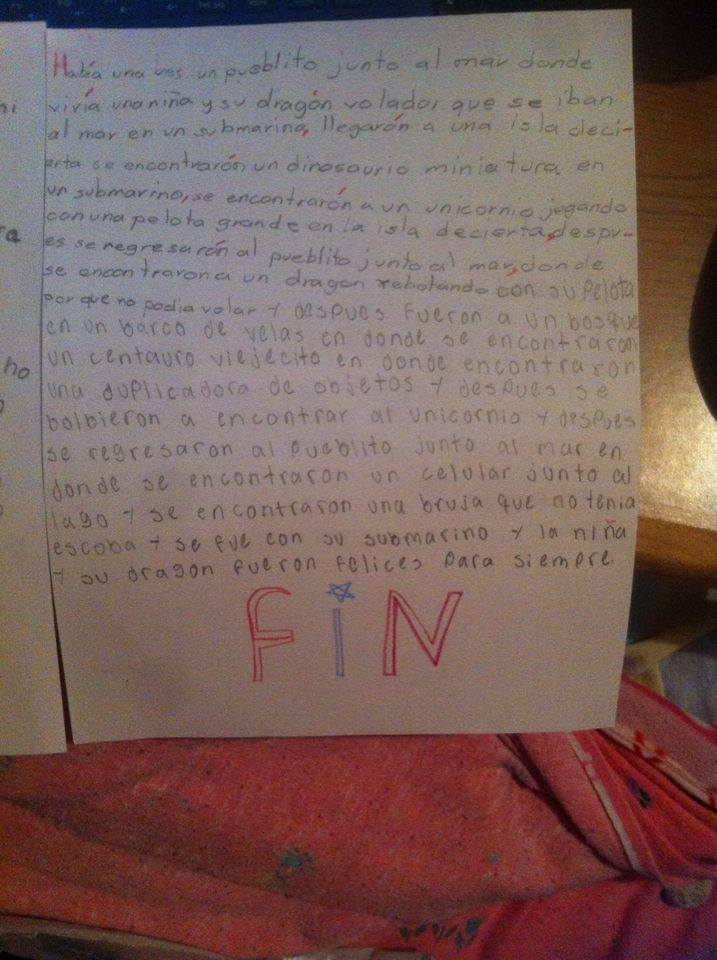 Había una ves un pueblito junto al mar donde
vivía una niña y su dragón volador que se iban
al mar en un submarino, llegarón a una isla deci-
erta se encontrarón un dinosaurio miniatura en
un submarino, se encontrarón a un unicornio jugando
con una pelota grande en la isla decierta, despu-
es se regresarón al pueblito junto al mar, donde
se encontraron a un dragon rebotando con su pelota
por que no podia volar y despues fueron a un bosque
en un barco de velas en donde se encontraron
un centauro viejecito en donde encontraron
una duplicadora de objetos y despues se
bolbieron a encontrar al unicornio y despues
se regresaron al pueblito junto al mar en
donde se encontraron un celular junto al
lago y se encontraron una bruja que no tenia
escoba y se fue con su submarino y la niña
y su dragon fueron felices para siempre.
FiN
ra
ho